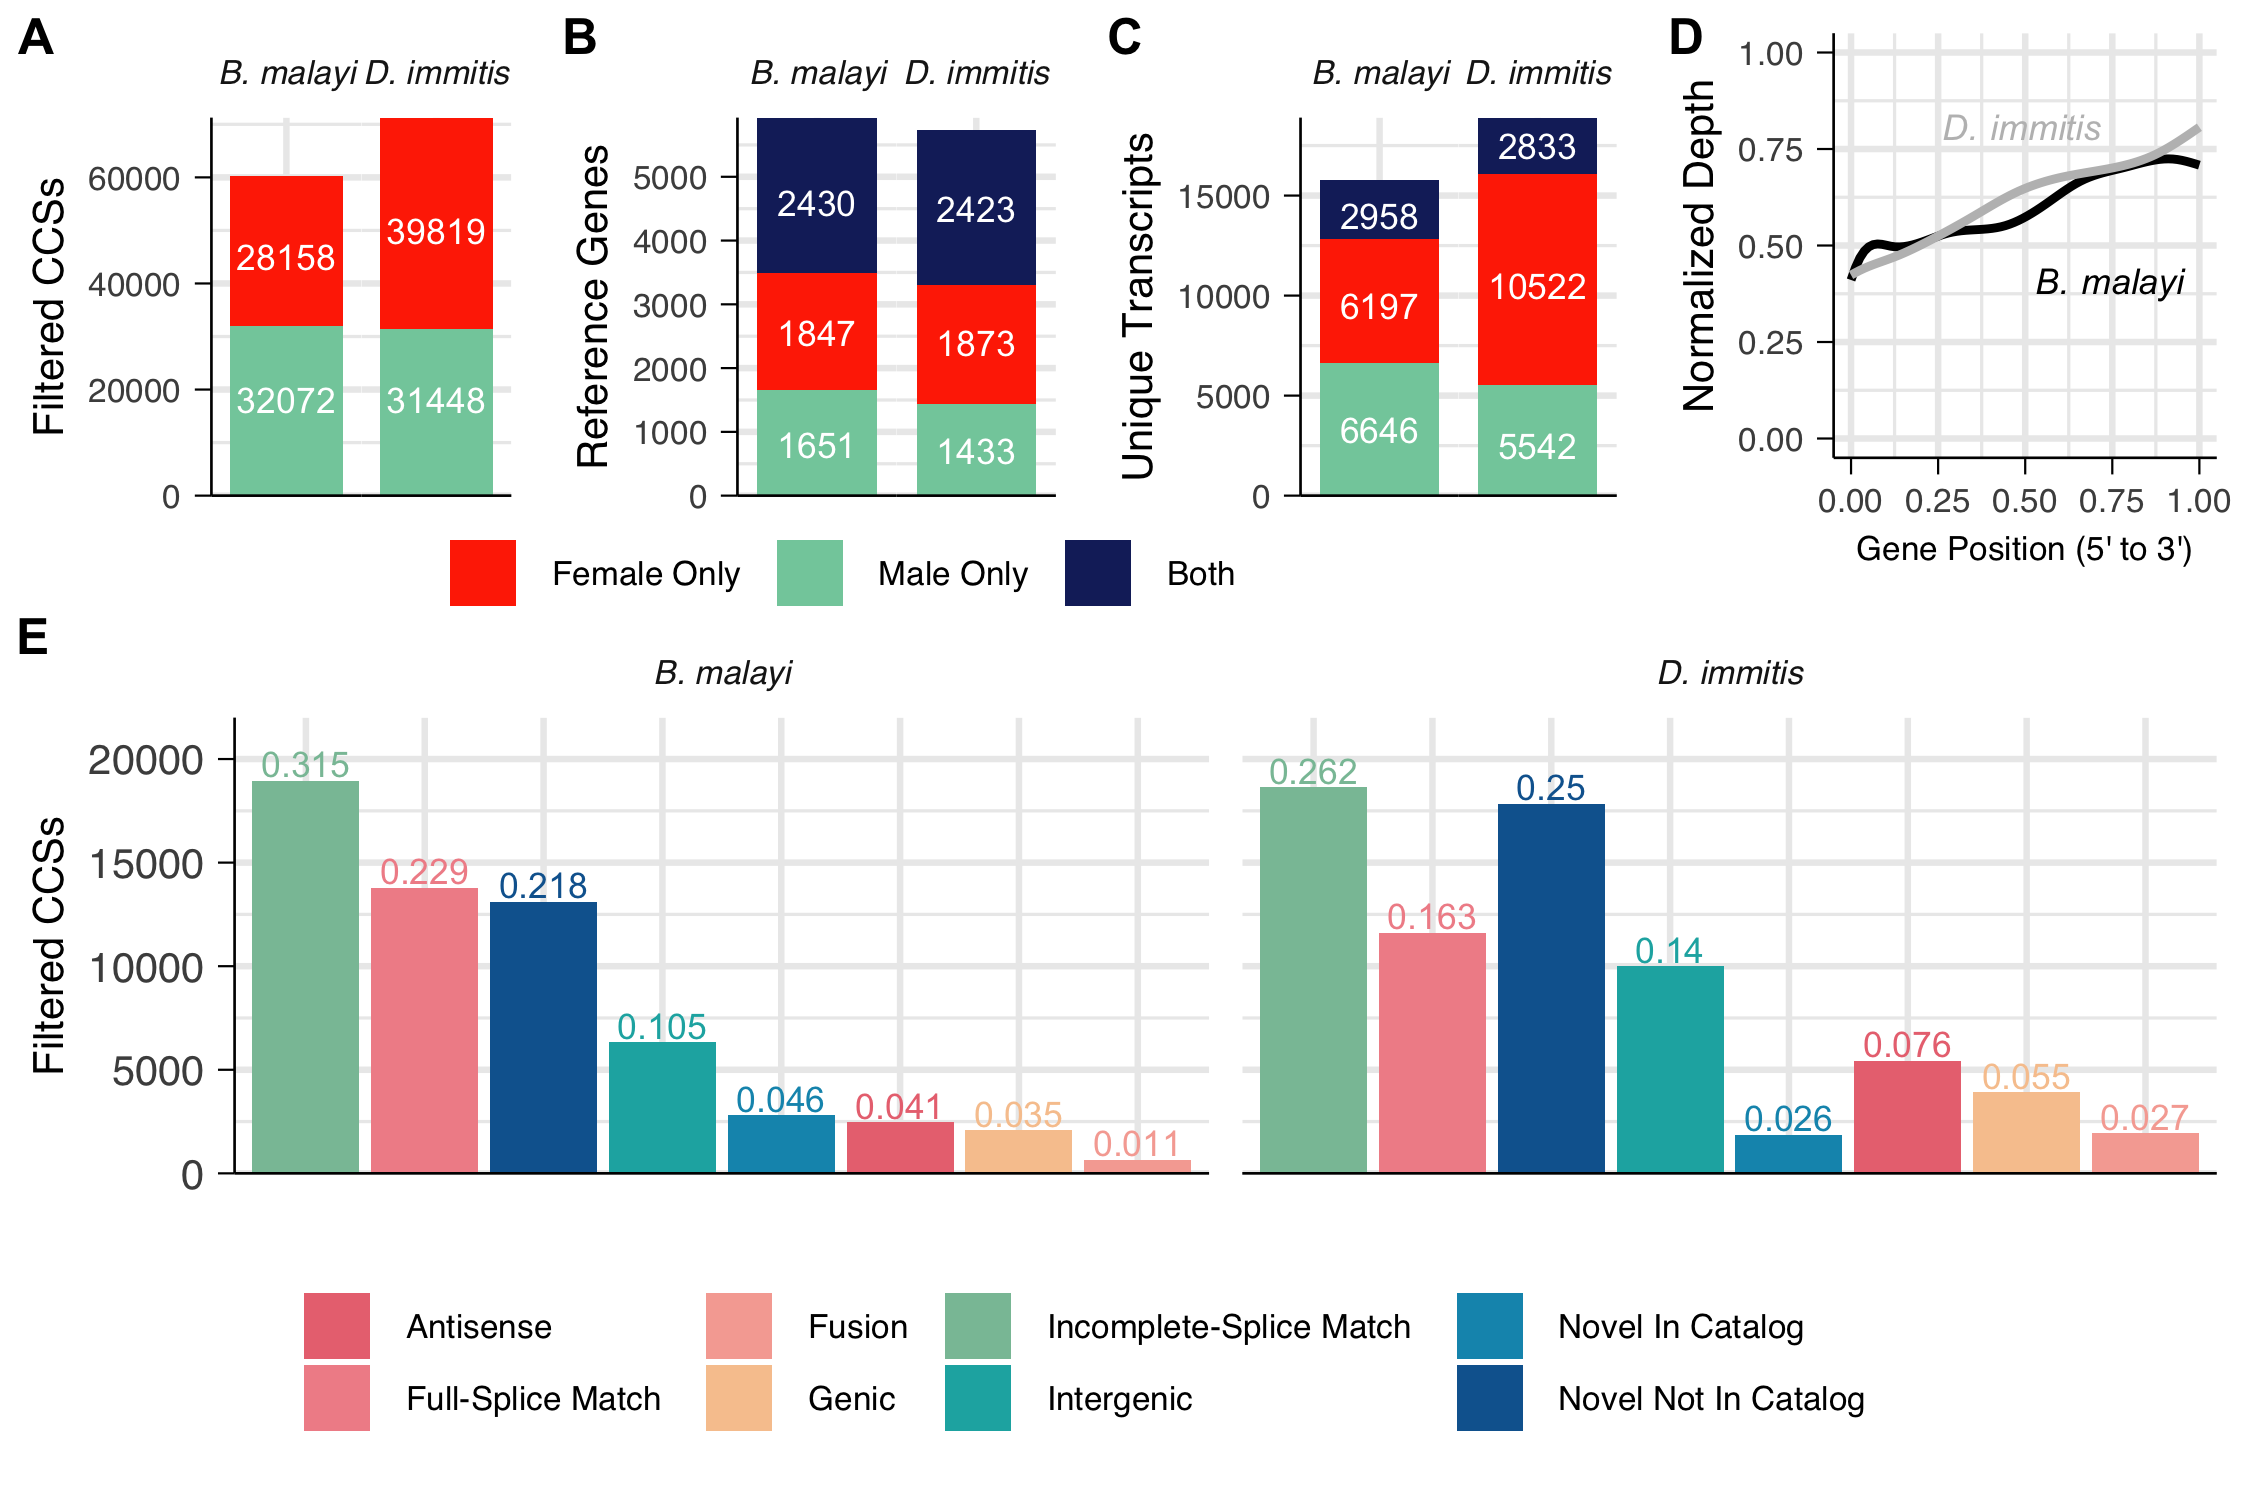 A
B. malayi D. immitis
Filtered CCSs
60000
40000
20000
0
28158
39819
32072
31448
B
B. malayi D. immitis
Reference Genes
5000
4000
3000
2000
1000
0
2430
2423
1847
1873
1651
1433
C
B. malayi D. immitis
Unique Transcripts
15000
10000
5000
0
2958
2833
6197
10522
6646
5542
D
Normalized Depth
1.00
0.75
0.50
0.25
0.00
D. immitis
B. malayi
0.00 0.25 0.50 0.75 1.00
Gene Position (5' to 3')
Female Only
Male Only
Both
E
B. malayi
D. immitis
Filtered CCSs
20000
15000
10000
5000
0
0.315
0.229
0.218
0.105
0.046
0.041
0.035
0.011
0.262
0.163
0.25
0.14
0.026
0.076
0.055
0.027
Antisense
Fusion
Incomplete-Splice Match
Novel In Catalog
Full-Splice Match
Genic
Intergenic
Novel Not In Catalog